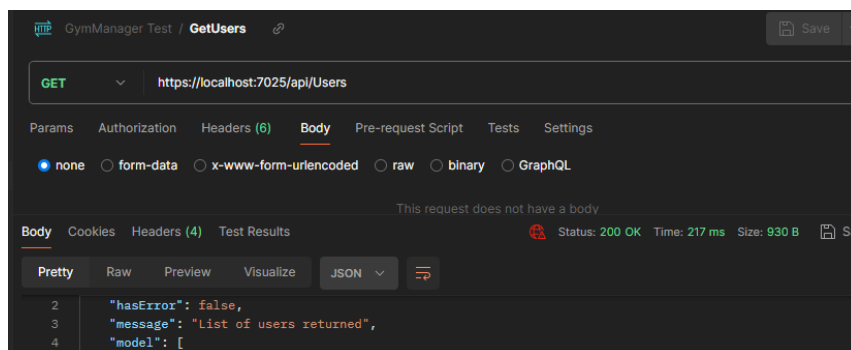 HTTP GymManager Test / GetUsers Save
GET https://localhost:7025/api/Users
Params Authorization Headers (6) Body Pre-request Script Tests Settings
none form-data x-www-form-urlencoded raw binary GraphQL
This request does not have a body
Body Cookies Headers (4) Test Results Status: 200 OK Time: 217 ms Size: 930 B S
Pretty Raw Preview Visualize JSON
2 "hasError": false,
3 "message": "List of users returned",
4 "model": [